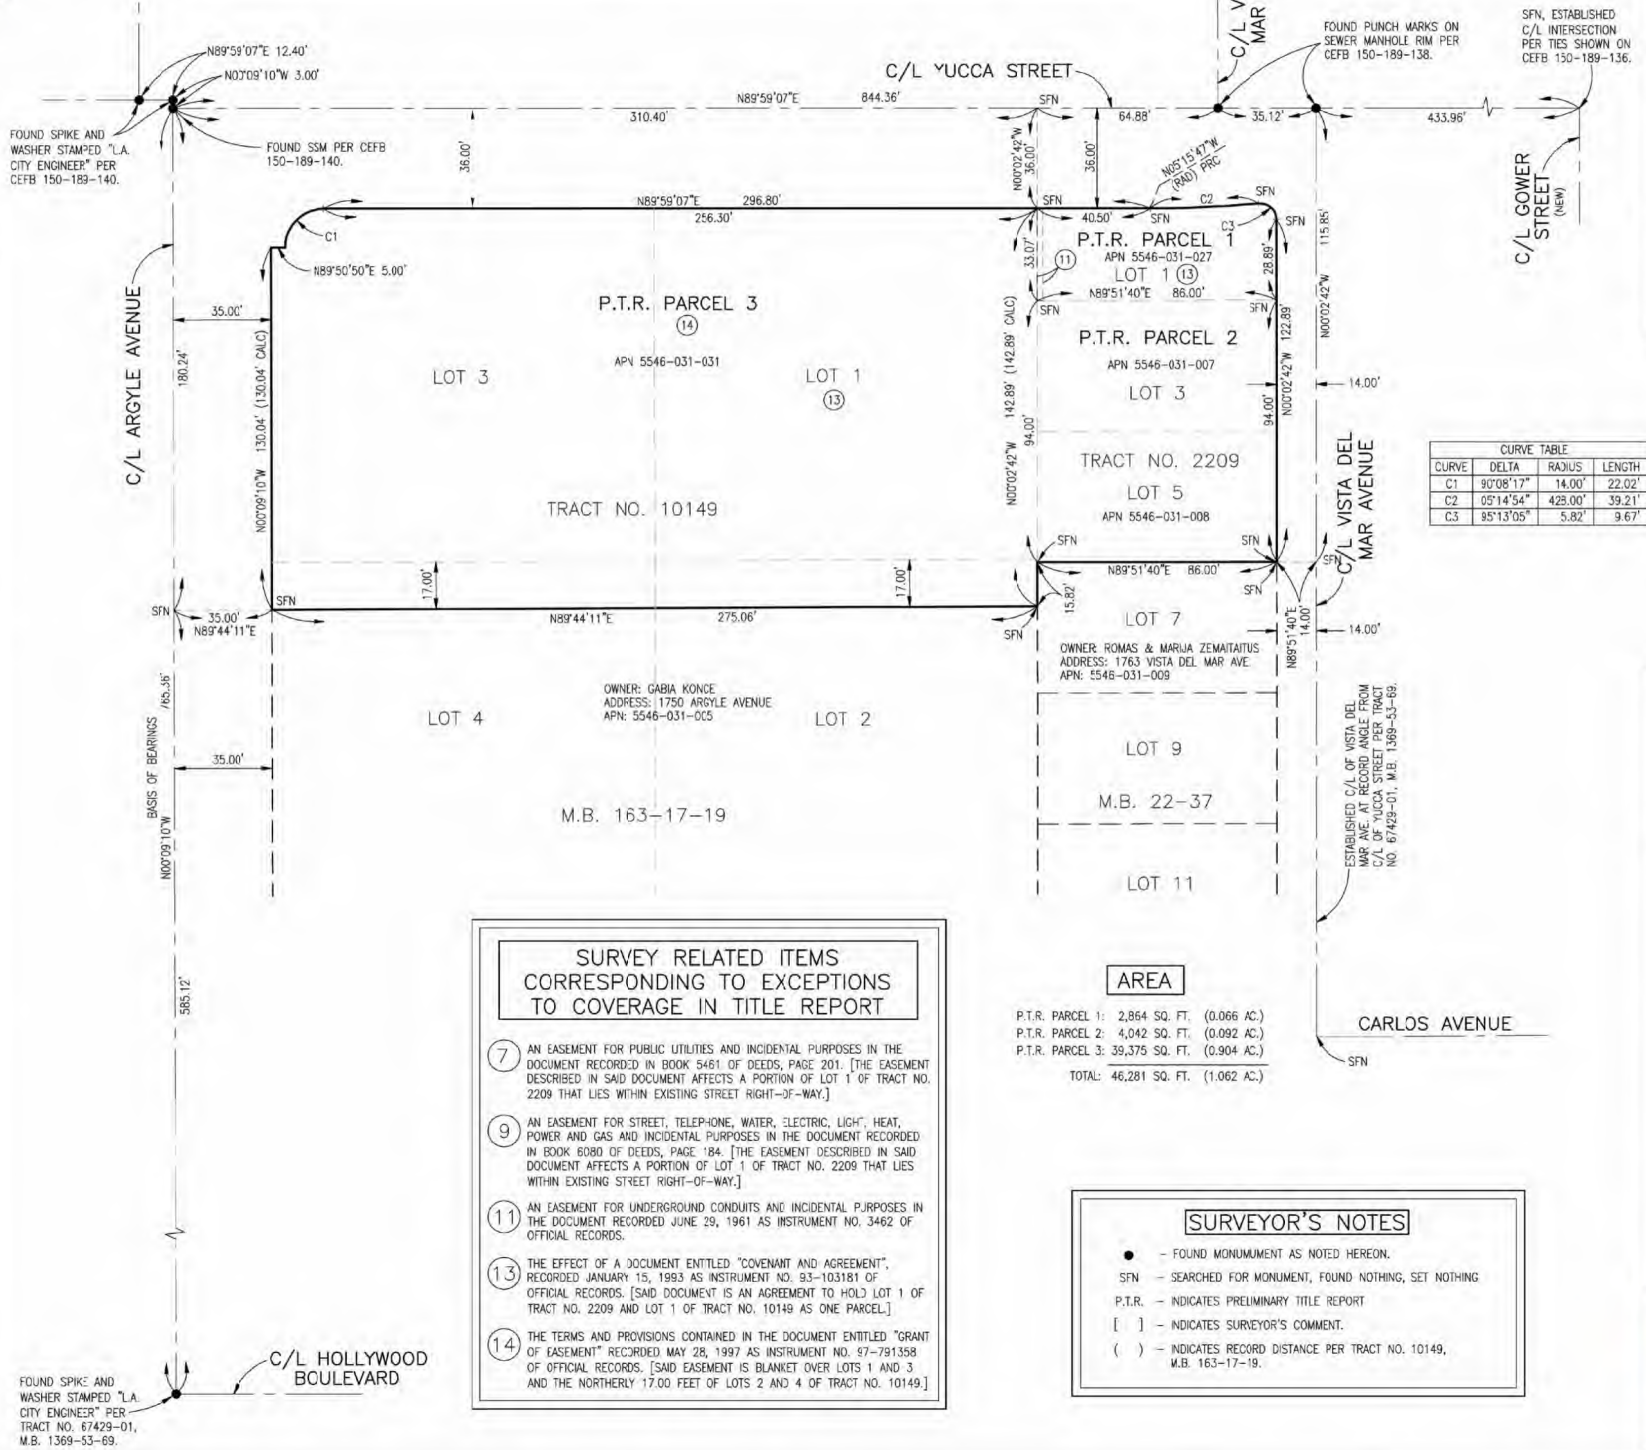 N89°59'07"E 12.40'
N00°09'10"W 3.00'
FOUND SPIKE AND
WASHER STAMPED "L.A.
CITY ENGINEER" PER
CEFB 150-189-140.
FOUND SSM PER CEFB
150-189-140.
C/L YUCCA STREET
N89°59'07"E 844.36'
310.40'
SFN
64.88'
35.12'
433.96'
C/L V
MAR
FOUND PUNCH MARKS ON
SEWER MANHOLE RIM PER
CEFB 150-189-138.
SFN, ESTABLISHED
C/L INTERSECTION
PER TIES SHOWN ON
CEFB 150-189-136.
C/L GOWER
STREET
(NEW)
36.00'
N00°02'42"W
36.00'
36.00'
N05°15'47"W
(RAD) PRC
N89°59'07"E 296.80'
256.30'
SFN
40.50'
SFN
C2
SFN
C3
SFN
C1
N89°50'50"E 5.00'
33.07'
11
P.T.R. PARCEL 1
APN 5546-031-027
LOT 1 13
N89°51'40"E 86.00'
SFN
SFN
28.89'
115.85'
N00°02'42"W
N00°02'42"W 122.89'
C/L ARGYLE AVENUE
180.24'
35.00'
N00°09'10"W 130.04' (130.04' CALC)
P.T.R. PARCEL 3
14
APN 5546-031-031
LOT 3
LOT 1
13
N00°02'42"W 142.89' (142.89' CALC)
94.00'
P.T.R. PARCEL 2
APN 5546-031-007
LOT 3
94.00'
14.00'
TRACT NO. 2209
LOT 5
APN 5546-031-008
TRACT NO. 10149
C/L VISTA DEL
MAR AVENUE
CURVE TABLE
CURVE DELTA RADIUS LENGTH
C1 90°08'17" 14.00' 22.02'
C2 05°14'54" 428.00' 39.21'
C3 95°13'05" 5.82' 9.67'
SFN
SFN
SFN
N89°51'40"E 86.00'
SFN
17.00'
17.00'
15.82'
SFN
35.00'
N89°44'11"E
SFN
N89°44'11"E 275.06'
SFN
LOT 7
OWNER: ROMAS & MARIJA ZEMAITAITUS
ADDRESS: 1763 VISTA DEL MAR AVE.
APN: 5546-031-009
N89°51'40"E
14.00'
14.00'
OWNER: GABIA KONCE
ADDRESS: 1750 ARGYLE AVENUE
APN: 5546-031-005
LOT 4
LOT 2
LOT 9
M.B. 22-37
LOT 11
M.B. 163-17-19
35.00'
BASIS OF BEARINGS
N00°09'10"W 765.36'
585.12'
ESTABLISHED C/L OF VISTA DEL
MAR AVE. AT RECORD ANGLE FROM
C/L OF YUCCA STREET PER TRACT
NO. 67429-01, M.B. 1369-53-69.
SURVEY RELATED ITEMS
CORRESPONDING TO EXCEPTIONS
TO COVERAGE IN TITLE REPORT
7 AN EASEMENT FOR PUBLIC UTILITIES AND INCIDENTAL PURPOSES IN THE
DOCUMENT RECORDED IN BOOK 5461 OF DEEDS, PAGE 201. [THE EASEMENT
DESCRIBED IN SAID DOCUMENT AFFECTS A PORTION OF LOT 1 OF TRACT NO.
2209 THAT LIES WITHIN EXISTING STREET RIGHT-OF-WAY.]
9 AN EASEMENT FOR STREET, TELEPHONE, WATER, ELECTRIC, LIGHT, HEAT,
POWER AND GAS AND INCIDENTAL PURPOSES IN THE DOCUMENT RECORDED
IN BOOK 6080 OF DEEDS, PAGE 184. [THE EASEMENT DESCRIBED IN SAID
DOCUMENT AFFECTS A PORTION OF LOT 1 OF TRACT NO. 2209 THAT LIES
WITHIN EXISTING STREET RIGHT-OF-WAY.]
11 AN EASEMENT FOR UNDERGROUND CONDUITS AND INCIDENTAL PURPOSES IN
THE DOCUMENT RECORDED JUNE 29, 1961 AS INSTRUMENT NO. 3462 OF
OFFICIAL RECORDS.
13 THE EFFECT OF A DOCUMENT ENTITLED "COVENANT AND AGREEMENT",
RECORDED JANUARY 15, 1993 AS INSTRUMENT NO. 93-103181 OF
OFFICIAL RECORDS. [SAID DOCUMENT IS AN AGREEMENT TO HOLD LOT 1 OF
TRACT NO. 2209 AND LOT 1 OF TRACT NO. 10149 AS ONE PARCEL.]
14 THE TERMS AND PROVISIONS CONTAINED IN THE DOCUMENT ENTITLED "GRANT
OF EASEMENT" RECORDED MAY 28, 1997 AS INSTRUMENT NO. 97-791358
OF OFFICIAL RECORDS. [SAID EASEMENT IS BLANKET OVER LOTS 1 AND 3
AND THE NORTHERLY 17.00 FEET OF LOTS 2 AND 4 OF TRACT NO. 10149.]
AREA
P.T.R. PARCEL 1: 2,864 SQ. FT. (0.066 AC.)
P.T.R. PARCEL 2: 4,042 SQ. FT. (0.092 AC.)
P.T.R. PARCEL 3: 39,375 SQ. FT. (0.904 AC.)
TOTAL: 46,281 SQ. FT. (1.062 AC.)
CARLOS AVENUE
SFN
SURVEYOR'S NOTES
- FOUND MONUMUMENT AS NOTED HEREON.
SFN - SEARCHED FOR MONUMENT, FOUND NOTHING, SET NOTHING
P.T.R. - INDICATES PRELIMINARY TITLE REPORT
[ ] - INDICATES SURVEYOR'S COMMENT.
( ) - INDICATES RECORD DISTANCE PER TRACT NO. 10149,
M.B. 163-17-19.
C/L HOLLYWOOD
BOULEVARD
FOUND SPIKE AND
WASHER STAMPED "L.A.
CITY ENGINEER" PER
TRACT NO. 67429-01,
M.B. 1369-53-69.